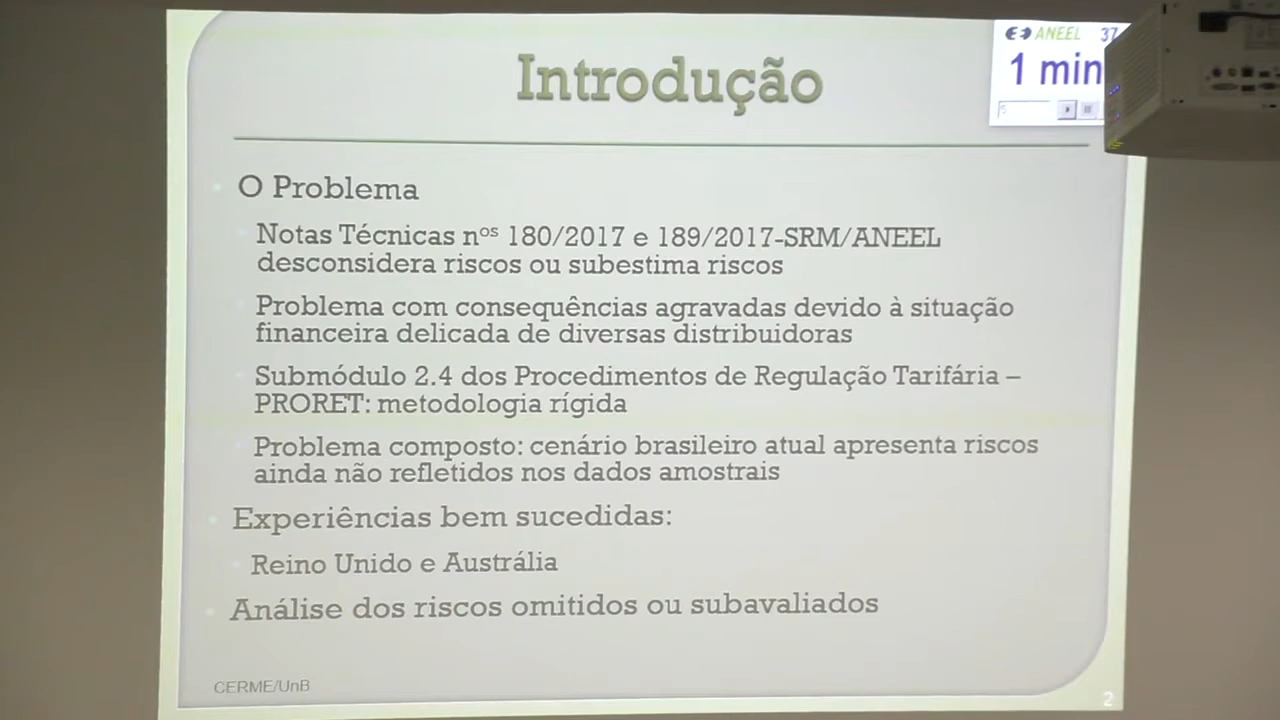 ANEEL 37
1 min
Introdução
O Problema
Notas Técnicas nºˢ 180/2017 e 189/2017-SRM/ANEEL
desconsidera riscos ou subestima riscos
Problema com consequências agravadas devido à situação
financeira delicada de diversas distribuidoras
Submódulo 2.4 dos Procedimentos de Regulação Tarifária –
PRORET: metodologia rígida
Problema composto: cenário brasileiro atual apresenta riscos
ainda não refletidos nos dados amostrais
Experiências bem sucedidas:
Reino Unido e Austrália
Análise dos riscos omitidos ou subavaliados
CERME/UnB
2